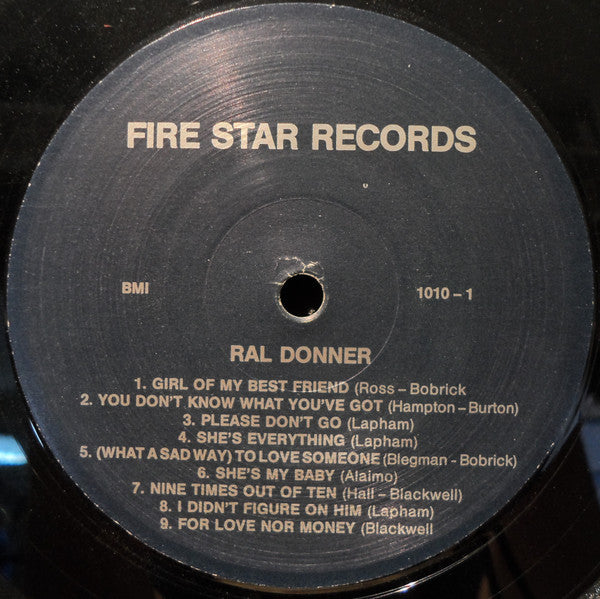 FIRE STAR RECORDS
BMI
1010 – 1
RAL DONNER
1. GIRL OF MY BEST FRIEND (Ross – Bobrick
2. YOU DON'T KNOW WHAT YOU'VE GOT (Hampton – Burton)
3. PLEASE DON'T GO (Lapham)
4. SHE'S EVERYTHING (Lapham)
5. (WHAT A SAD WAY) TO LOVE SOMEONE (Blegman – Bobrick)
6. SHE'S MY BABY (Alaimo)
7. NINE TIMES OUT OF TEN (Hall – Blackwell)
8. I DIDN'T FIGURE ON HIM (Lapham)
9. FOR LOVE NOR MONEY (Blackwell